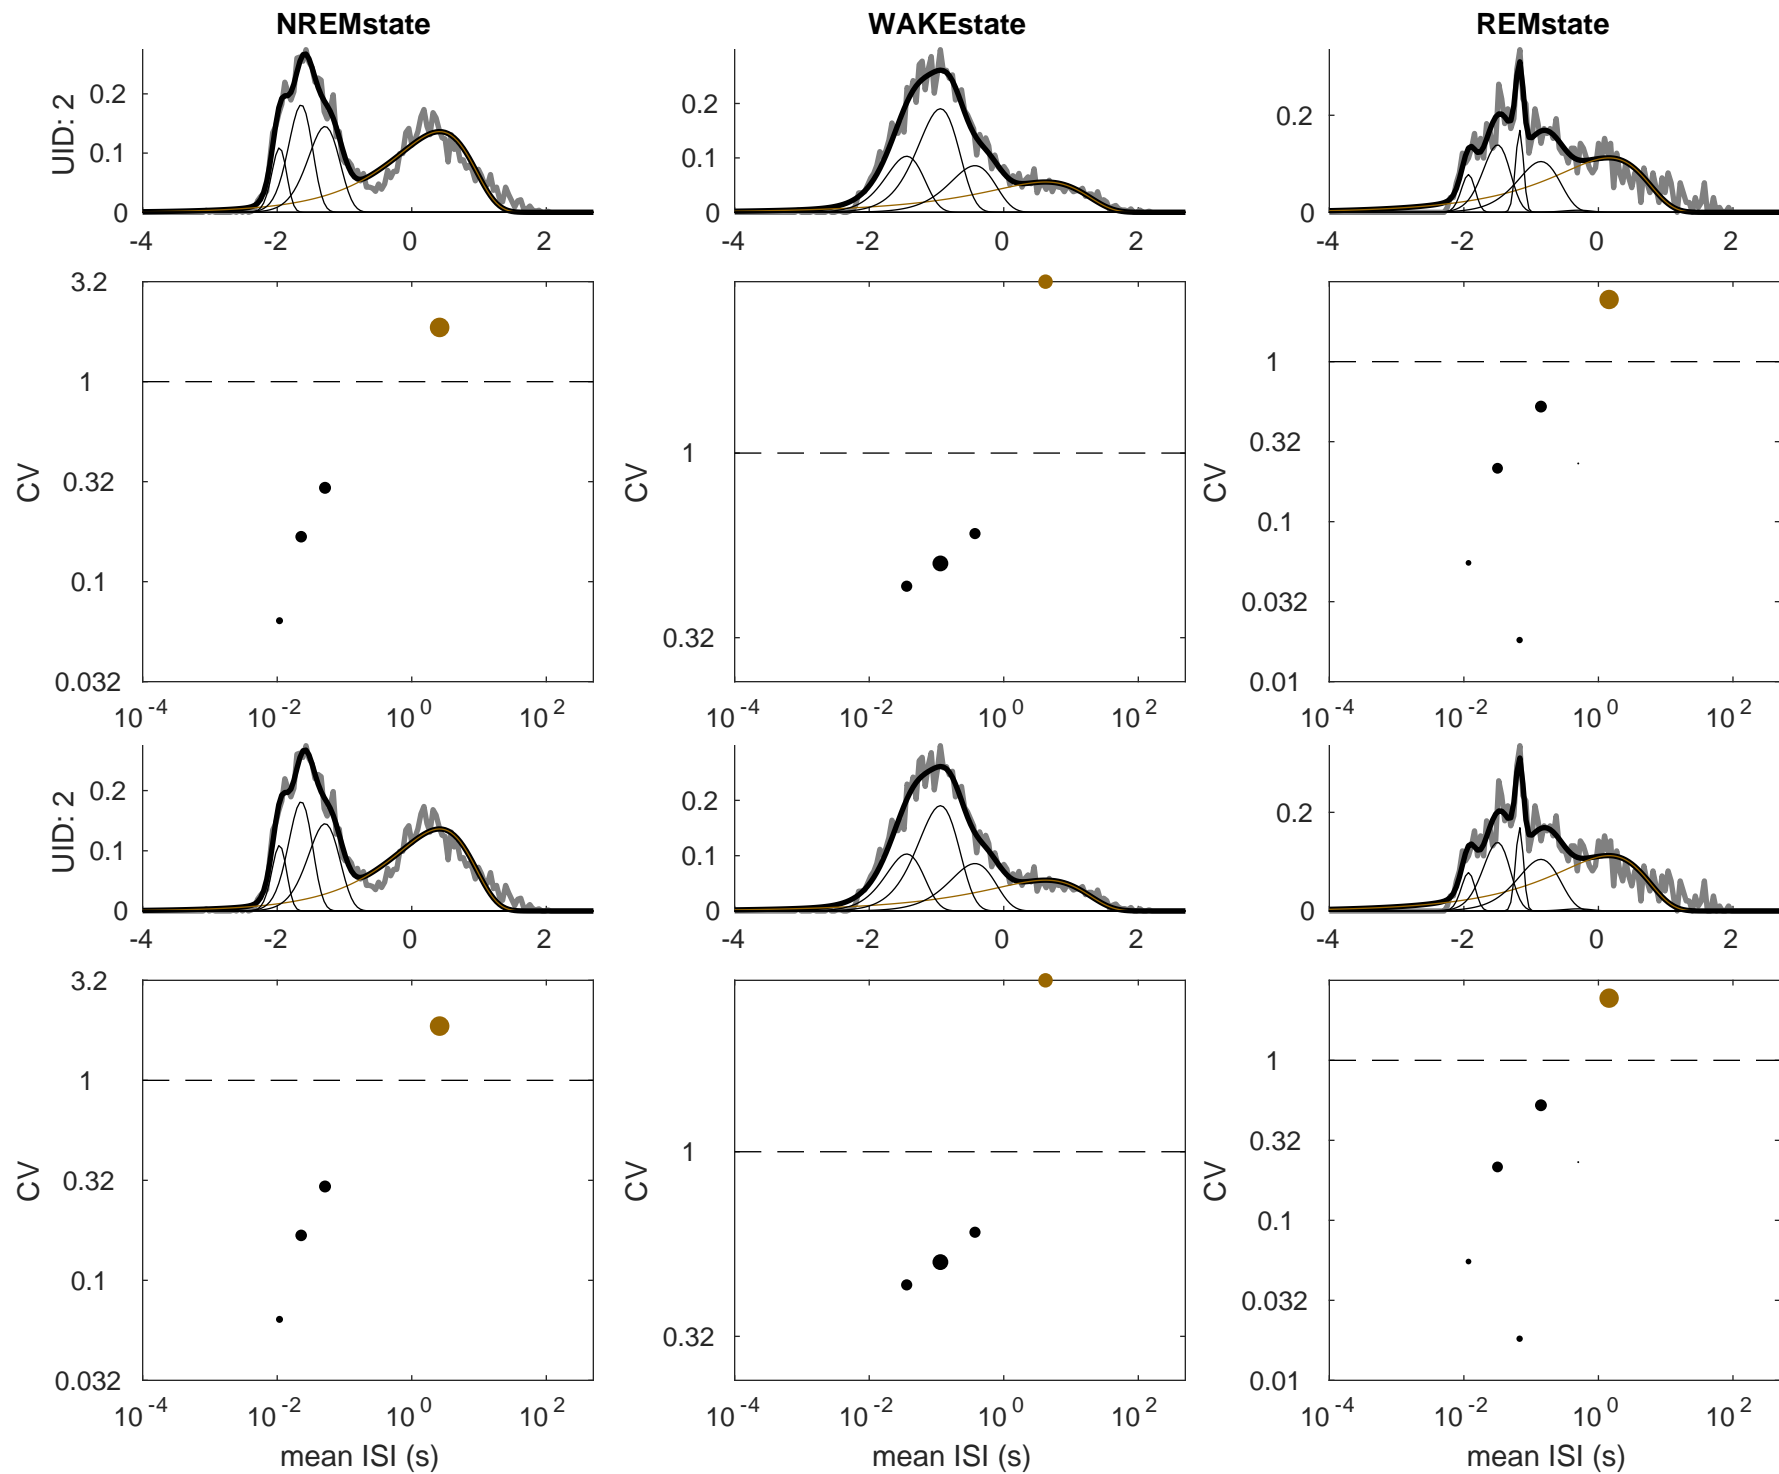 NREMstate WAKEstate REMstate
UID: 2
0.2 0.1 0
0.2 0.1 0
0.2 0
-4 -2 0 2
-4 -2 0 2
-4 -2 0 2
CV
3.2 1 0.32 0.1 0.032
CV
1 0.32
CV
1 0.32 0.1 0.032 0.01
10^-4 10^-2 10^0 10^2
10^-4 10^-2 10^0 10^2
10^-4 10^-2 10^0 10^2
UID: 2
0.2 0.1 0
0.2 0.1 0
0.2 0
-4 -2 0 2
-4 -2 0 2
-4 -2 0 2
CV
3.2 1 0.32 0.1 0.032
CV
1 0.32
CV
1 0.32 0.1 0.032 0.01
10^-4 10^-2 10^0 10^2
10^-4 10^-2 10^0 10^2
10^-4 10^-2 10^0 10^2
mean ISI (s) mean ISI (s) mean ISI (s)